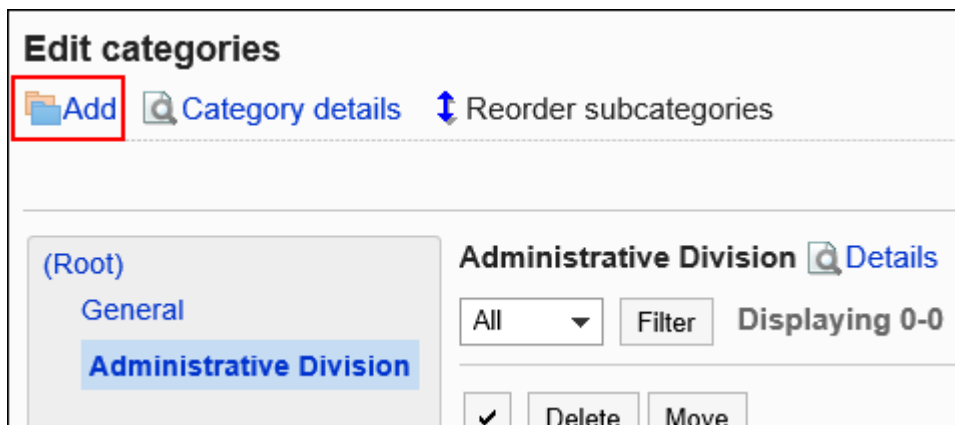 Edit categories
Add Category details Reorder subcategories
(Root)
General
Administrative Division
Administrative Division Details
All Filter Displaying 0-0
Delete Move